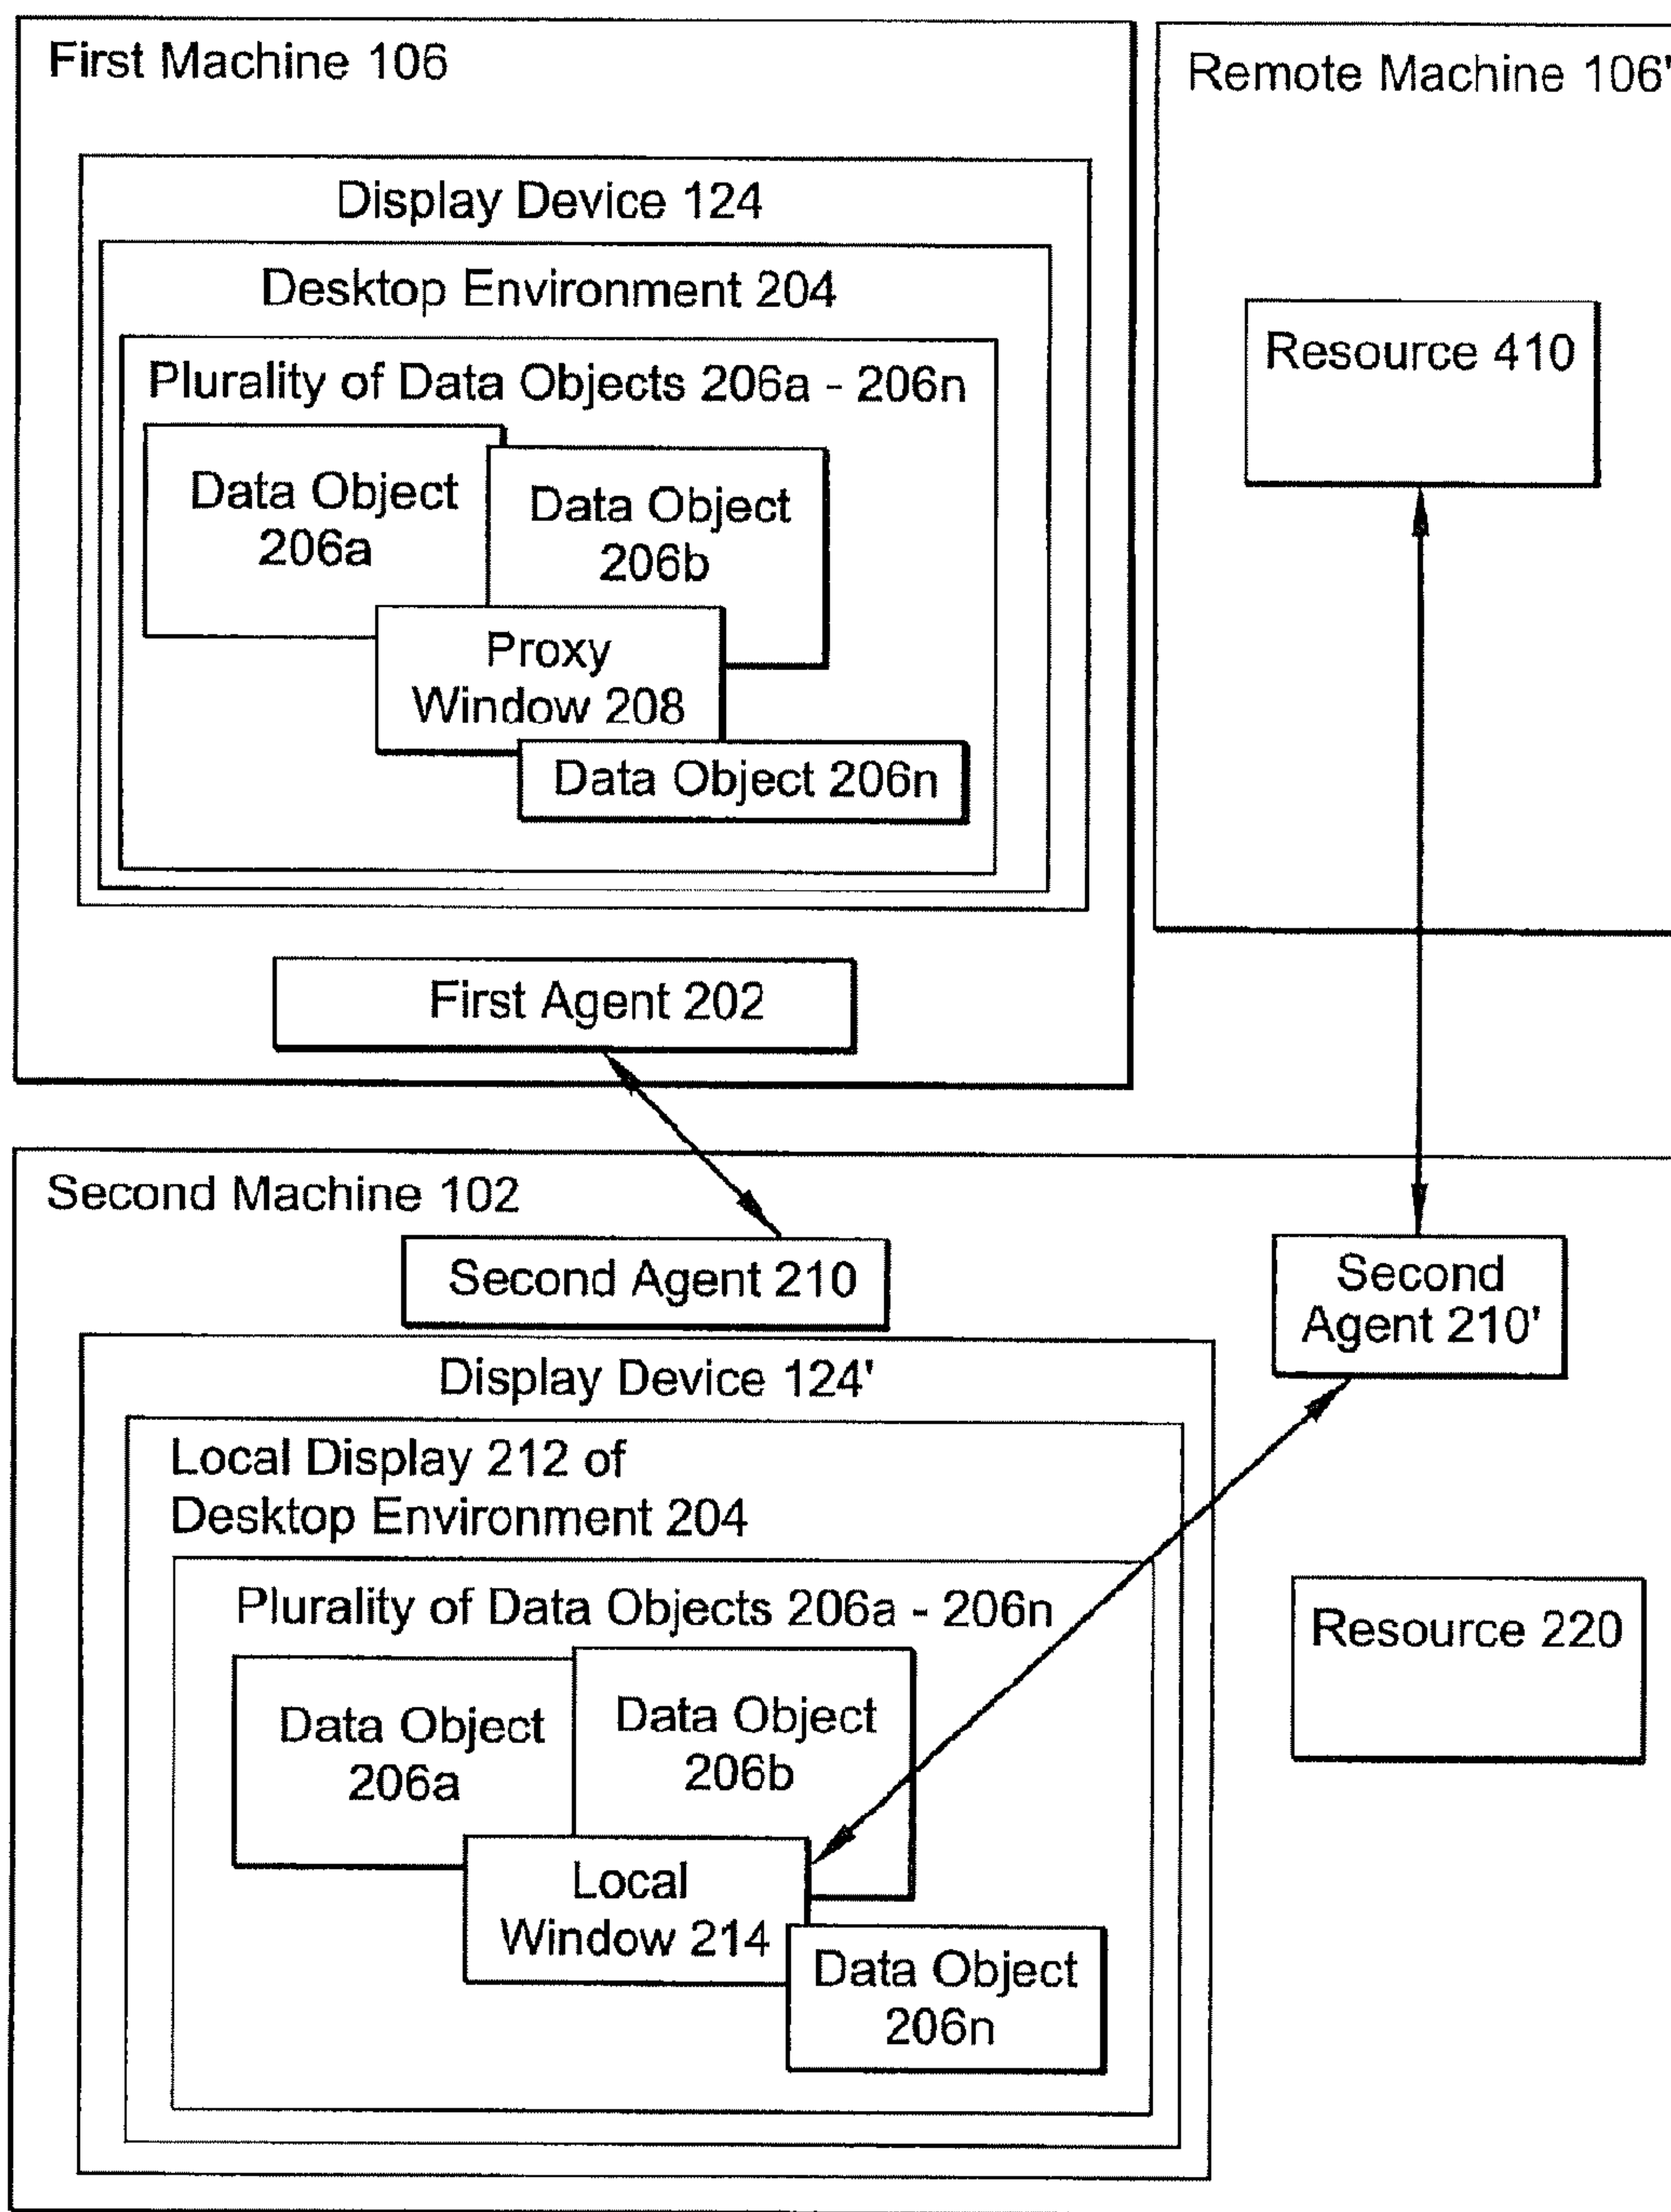 First Machine 106
Display Device 124
Desktop Environment 204
Plurality of Data Objects 206a - 206n
Data Object
206a
Data Object
206b
Proxy
Window 208
Data Object 206n
First Agent 202
Remote Machine 106'
Resource 410
Second Machine 102
Second Agent 210
Second
Agent 210'
Display Device 124'
Local Display 212 of
Desktop Environment 204
Plurality of Data Objects 206a - 206n
Data Object
206a
Data Object
206b
Local
Window 214
Data Object
206n
Resource 220